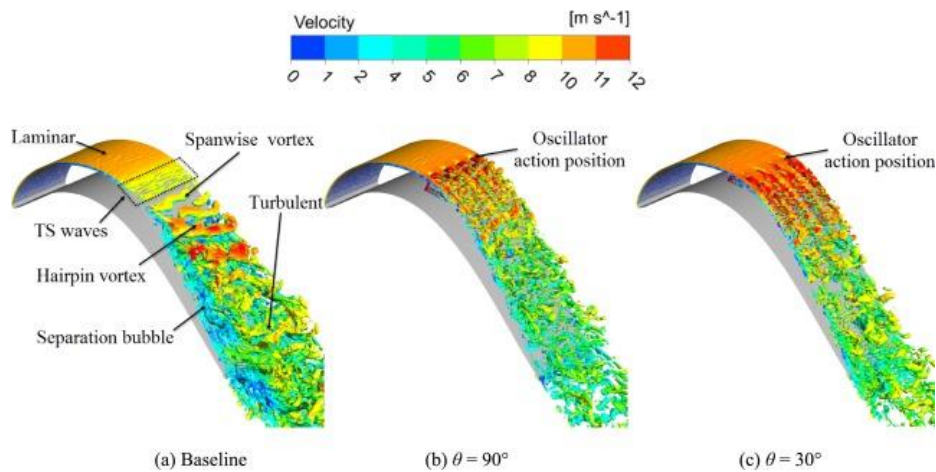 Velocity [m s^-1]
0 1 2 4 5 6 7 8 10 11 12
Laminar
Spanwise vortex
TS waves
Turbulent
Hairpin vortex
Separation bubble
Oscillator
action position
Oscillator
action position
(a) Baseline
(b) θ = 90°
(c) θ = 30°